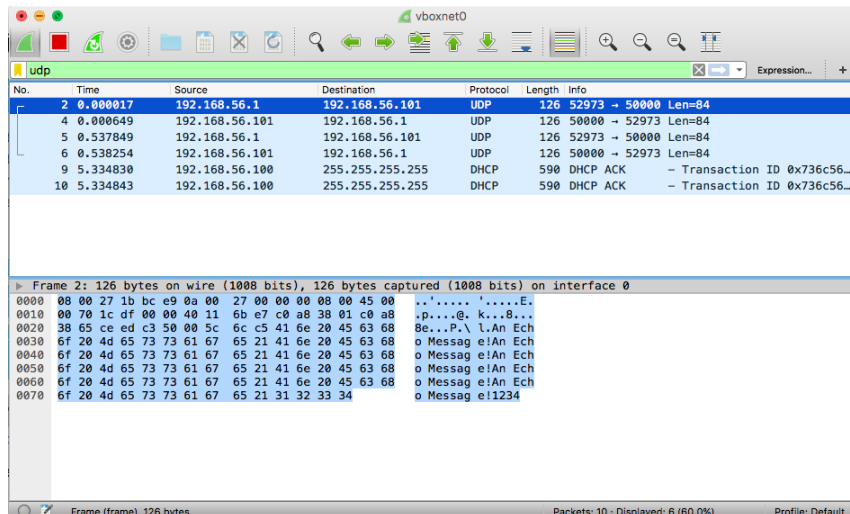 vboxnet0
udp Expression... +
No. Time Source Destination Protocol Length Info
2 0.000017 192.168.56.1 192.168.56.101 UDP 126 52973 → 50000 Len=84
4 0.000649 192.168.56.101 192.168.56.1 UDP 126 50000 → 52973 Len=84
5 0.537849 192.168.56.1 192.168.56.101 UDP 126 52973 → 50000 Len=84
6 0.538254 192.168.56.101 192.168.56.1 UDP 126 50000 → 52973 Len=84
9 5.334830 192.168.56.100 255.255.255.255 DHCP 590 DHCP ACK – Transaction ID 0x736c56…
10 5.334843 192.168.56.100 255.255.255.255 DHCP 590 DHCP ACK – Transaction ID 0x736c56…
Frame 2: 126 bytes on wire (1008 bits), 126 bytes captured (1008 bits) on interface 0
0000 08 00 27 1b bc e9 0a 00 27 00 00 00 08 00 45 00 ..'..... '.....E.
0010 00 70 1c df 00 00 40 11 6b e7 c0 a8 38 01 c0 a8 .p....@. k...8...
0020 38 65 ce ed c3 50 00 5c 6c c5 41 6e 20 45 63 68 8e...P.\ l.An Ech
0030 6f 20 4d 65 73 73 61 67 65 21 41 6e 20 45 63 68 o Messag e!An Ech
0040 6f 20 4d 65 73 73 61 67 65 21 41 6e 20 45 63 68 o Messag e!An Ech
0050 6f 20 4d 65 73 73 61 67 65 21 41 6e 20 45 63 68 o Messag e!An Ech
0060 6f 20 4d 65 73 73 61 67 65 21 41 6e 20 45 63 68 o Messag e!An Ech
0070 6f 20 4d 65 73 73 61 67 65 21 31 32 33 34 o Messag e!1234
Frame (frame), 126 bytes Packets: 10 · Displayed: 6 (60.0%) Profile: Default